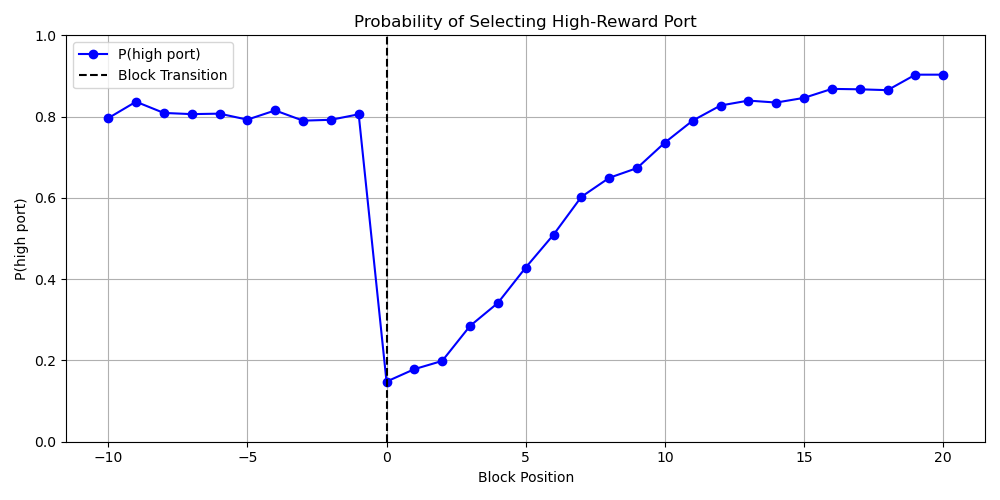 Probability of Selecting High-Reward Port
P(high port)
Block Transition
1.0
0.8
0.6
0.4
0.2
0.0
P(high port)
−10 −5 0 5 10 15 20
Block Position